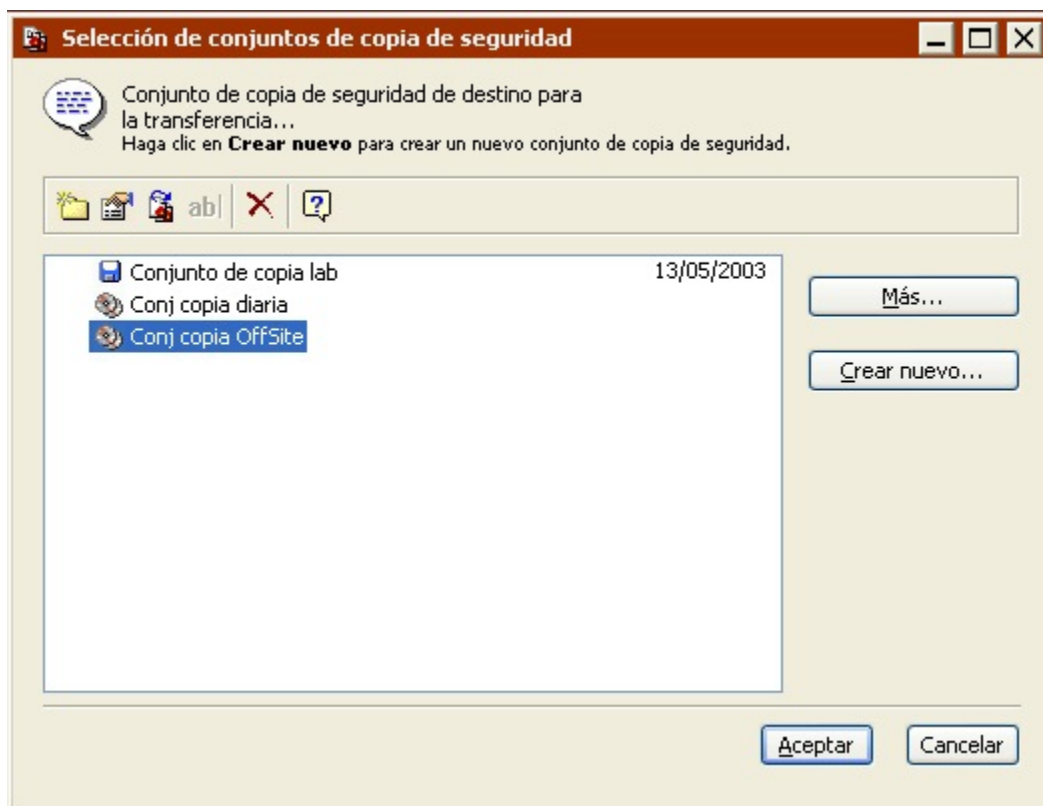 Selección de conjuntos de copia de seguridad
Conjunto de copia de seguridad de destino para
la transferencia...
Haga clic en Crear nuevo para crear un nuevo conjunto de copia de seguridad.
ab|
Conjunto de copia lab 13/05/2003
Conj copia diaria
Conj copia OffSite
Más...
Crear nuevo...
Aceptar Cancelar